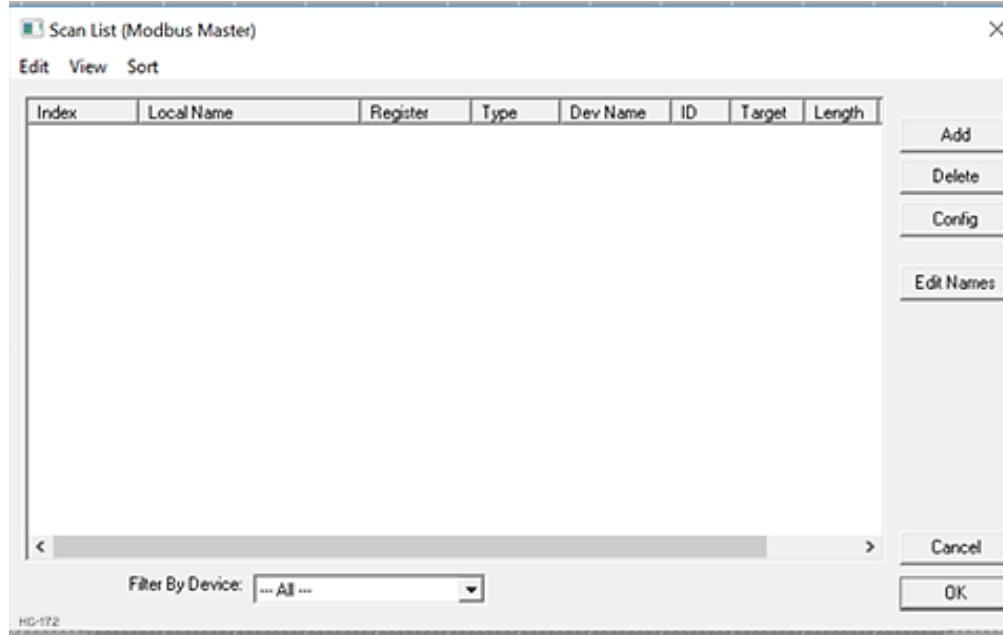 Scan List (Modbus Master)
Edit View Sort
Index Local Name Register Type Dev Name ID Target Length
Add
Delete
Config
Edit Names
Cancel
Filter By Device: --- All ---
OK
HG-172